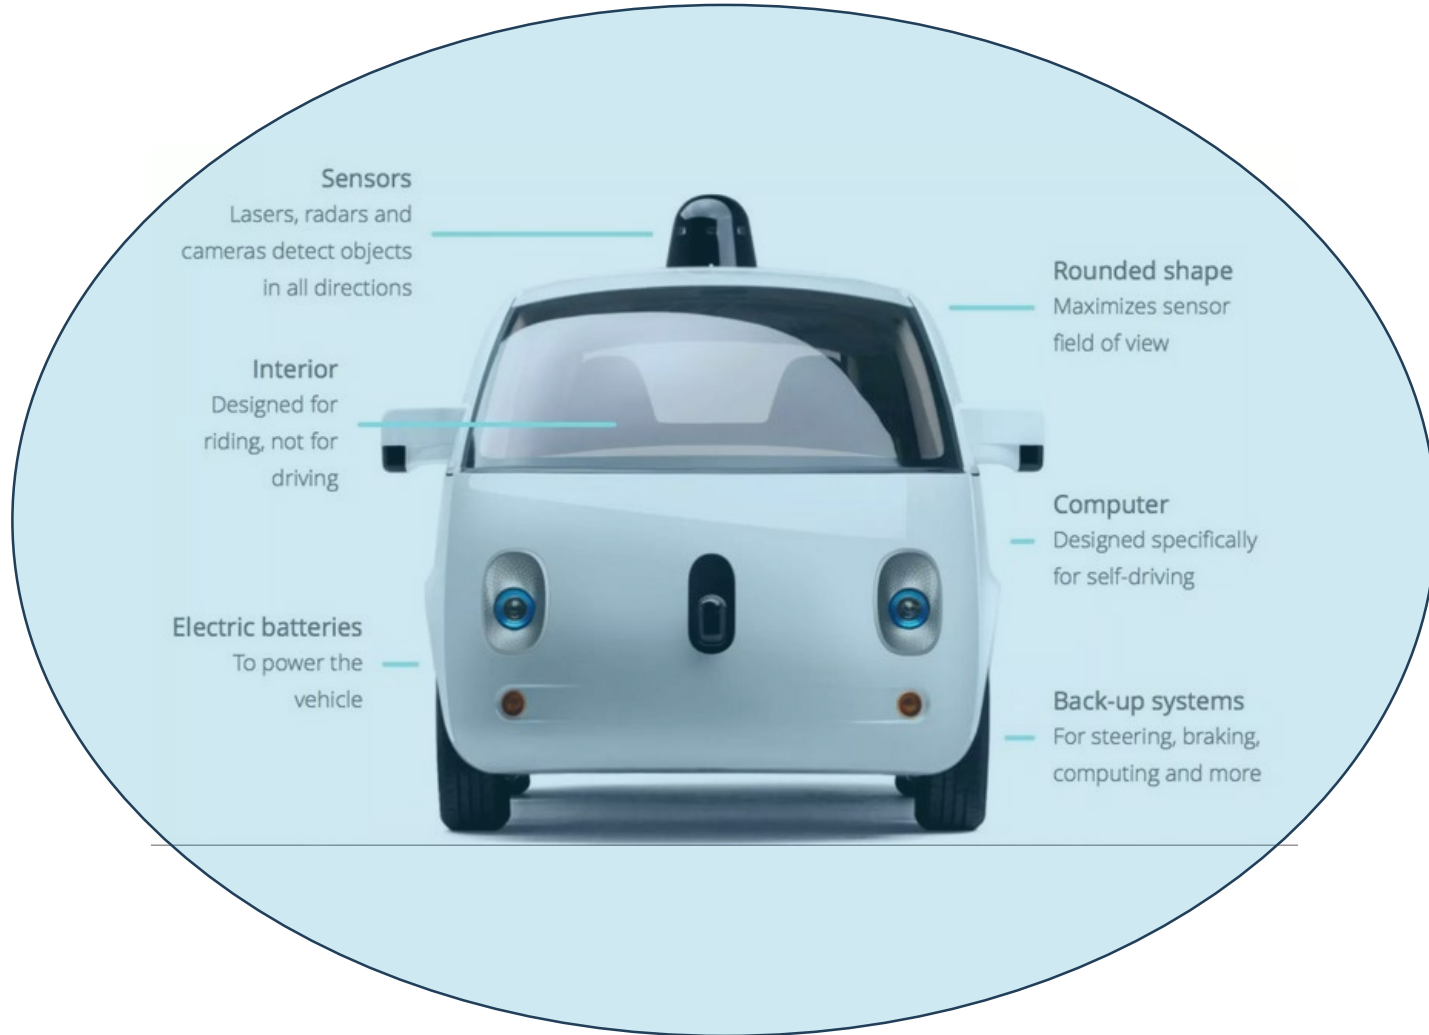 Sensors
Lasers, radars and
cameras detect objects
in all directions
Interior
Designed for
riding, not for
driving
Electric batteries
To power the
vehicle
Rounded shape
Maximizes sensor
field of view
Computer
Designed specifically
for self-driving
Back-up systems
For steering, braking,
computing and more